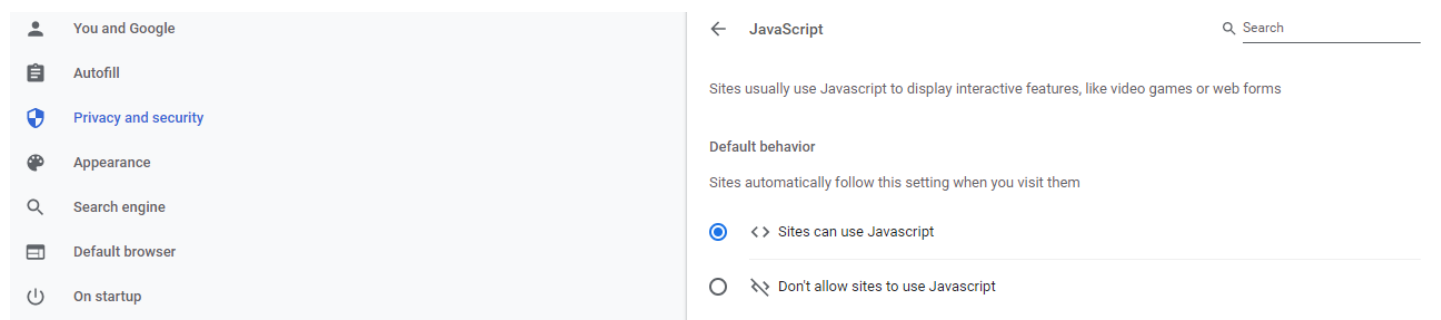 You and Google
Autofill
Privacy and security
Appearance
Search engine
Default browser
On startup
JavaScript
Search
Sites usually use Javascript to display interactive features, like video games or web forms
Default behavior
Sites automatically follow this setting when you visit them
Sites can use Javascript
Don't allow sites to use Javascript